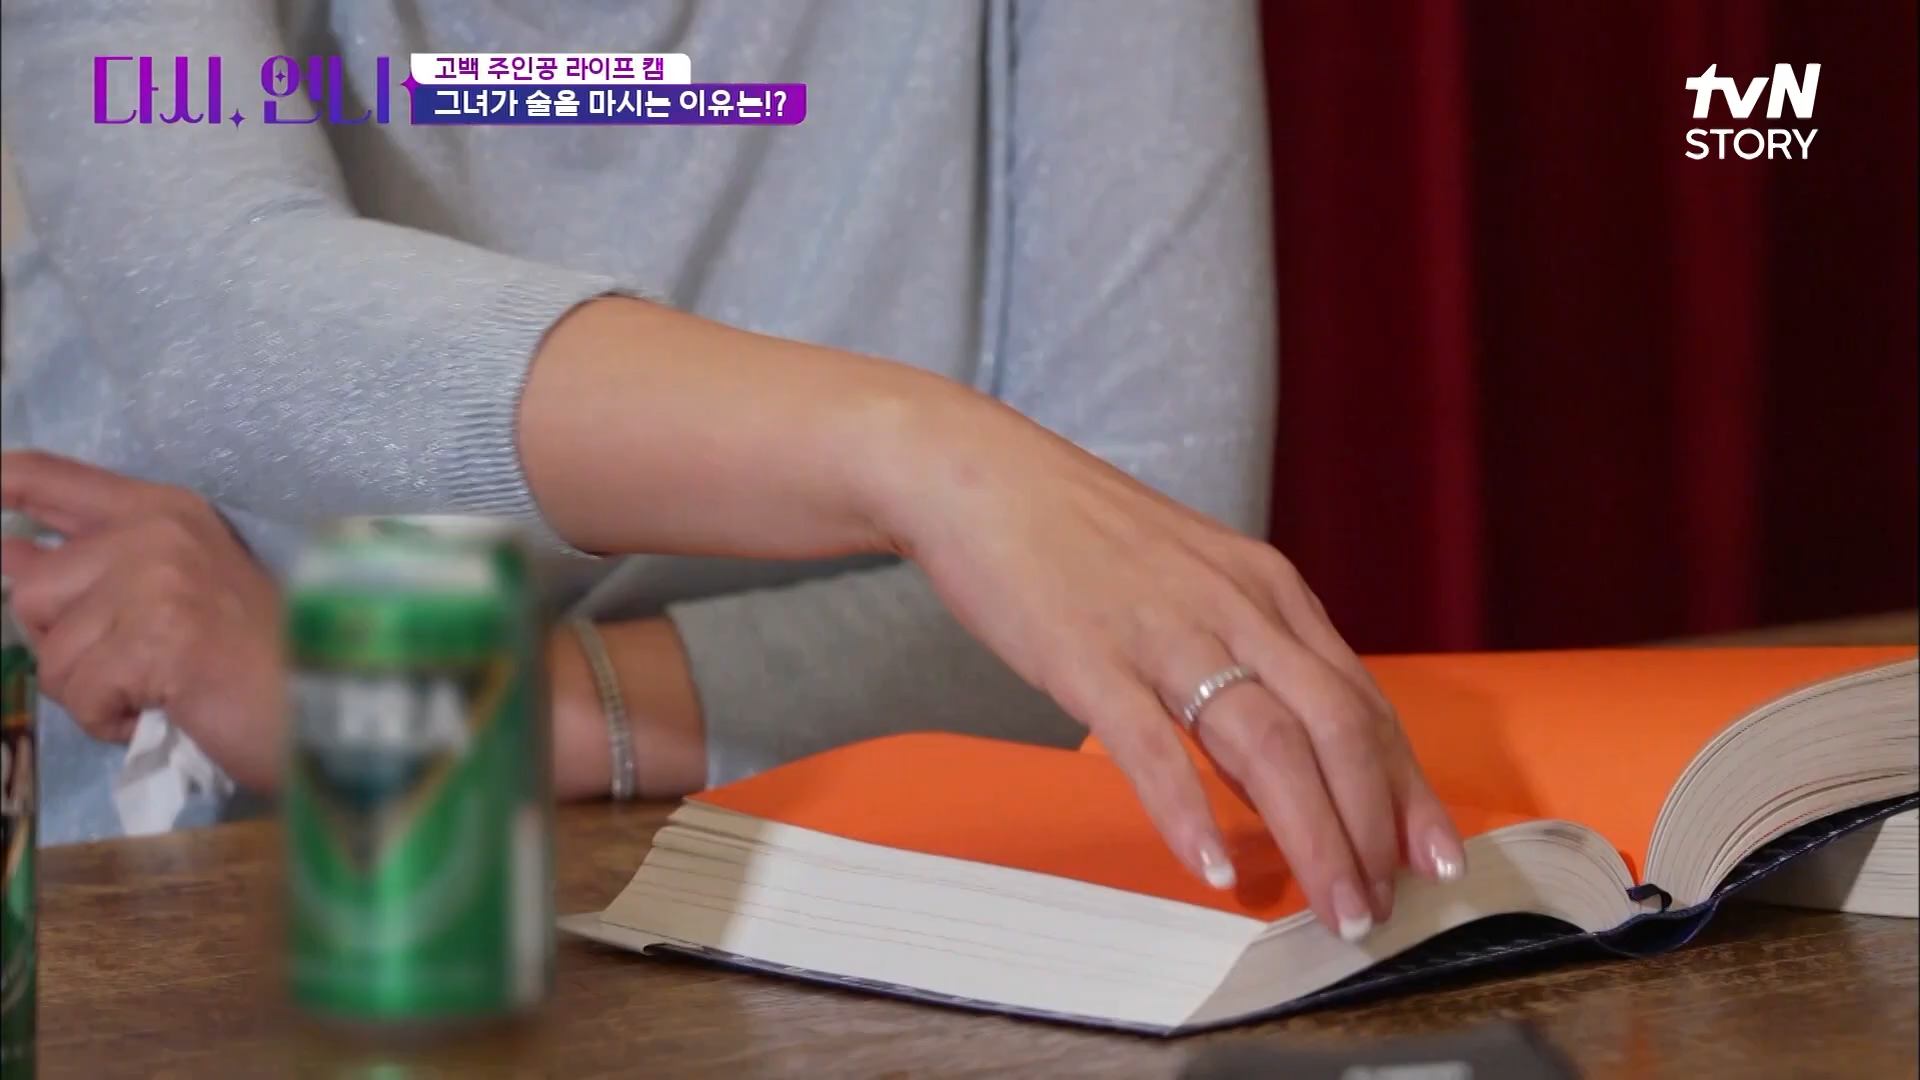 다시, 언니
고백 주인공 라이프 캠
그녀가 술을 마시는 이유는!?
tvN
STORY